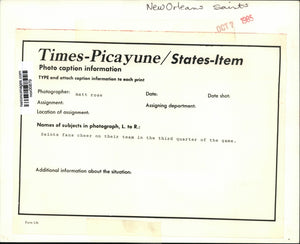 New Orleans Saints
OCT 7 1985
Times-Picayune/States-Item
Photo caption information
TYPE and attach caption information to each print
Photographer: matt rose Date: Date shot:
Assignment: Assigning department:
Location of assignment:
Names of subjects in photograph, L. to R.:
Saints fans cheer on their team in the third quarter of the game.
Additional information about the situation: